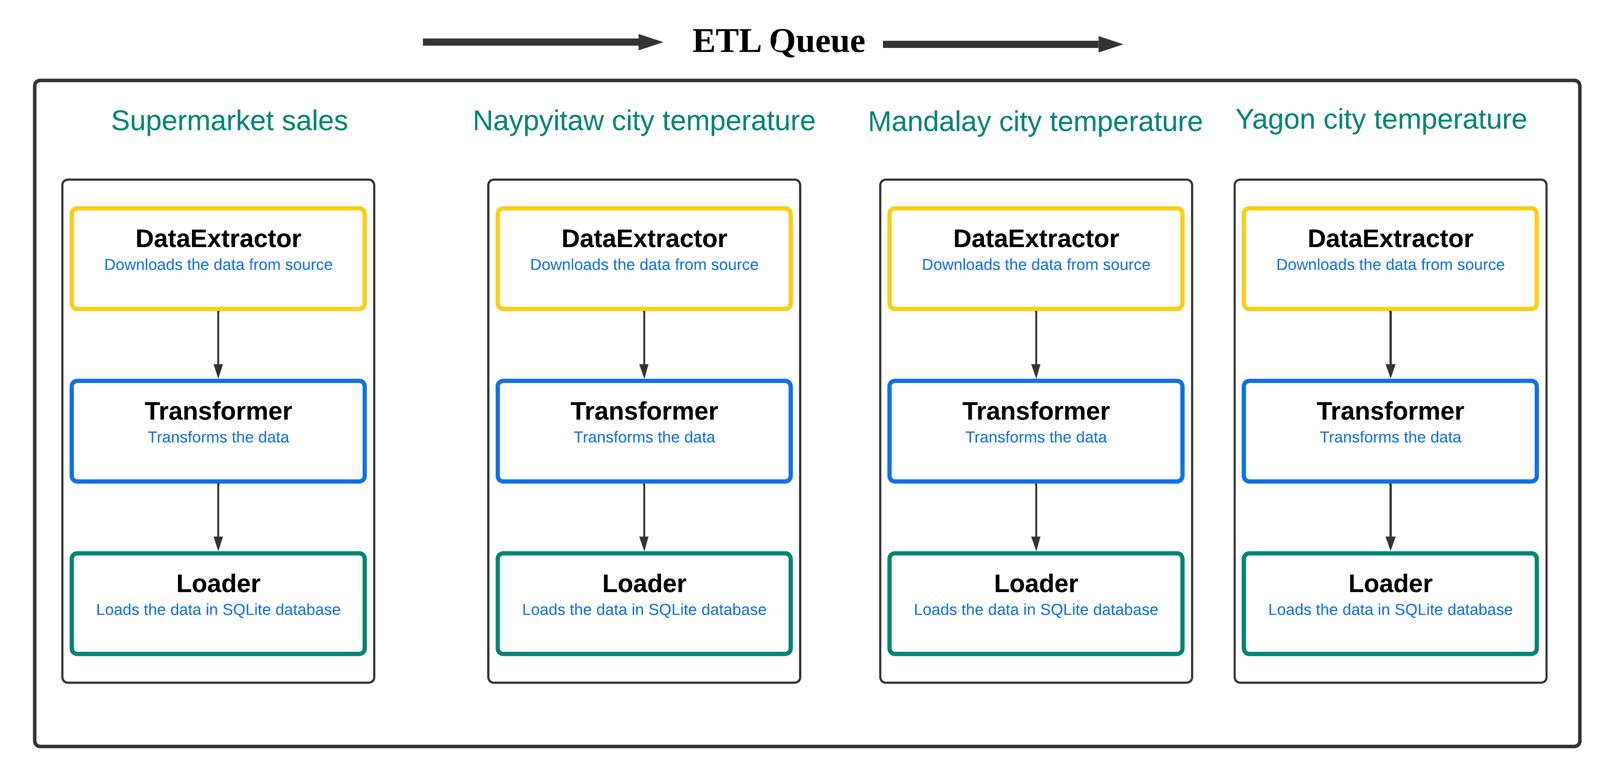 ETL Queue
Supermarket sales
Naypyitaw city temperature
Mandalay city temperature
Yagon city temperature
DataExtractor
Downloads the data from source
Transformer
Transforms the data
Loader
Loads the data in SQLite database
DataExtractor
Downloads the data from source
Transformer
Transforms the data
Loader
Loads the data in SQLite database
DataExtractor
Downloads the data from source
Transformer
Transforms the data
Loader
Loads the data in SQLite database
DataExtractor
Downloads the data from source
Transformer
Transforms the data
Loader
Loads the data in SQLite database